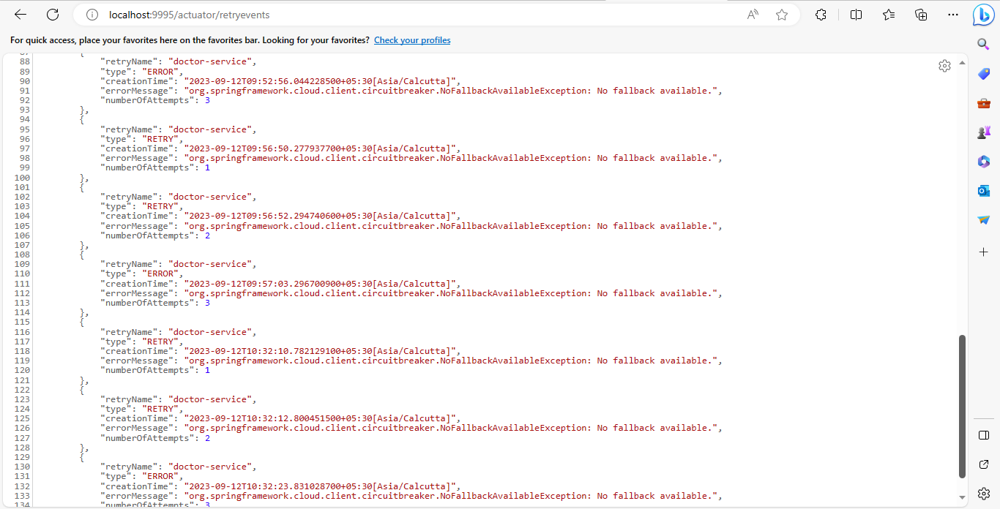 localhost:9995/actuator/retryevents
For quick access, place your favorites here on the favorites bar. Looking for your favorites? Check your profiles
87 {
88 "retryName": "doctor-service",
89 "type": "ERROR",
90 "creationTime": "2023-09-12T09:52:56.044228500+05:30[Asia/Calcutta]",
91 "errorMessage": "org.springframework.cloud.client.circuitbreaker.NoFallbackAvailableException: No fallback available.",
92 "numberOfAttempts": 3
93 },
94 {
95 "retryName": "doctor-service",
96 "type": "RETRY",
97 "creationTime": "2023-09-12T09:56:50.277937700+05:30[Asia/Calcutta]",
98 "errorMessage": "org.springframework.cloud.client.circuitbreaker.NoFallbackAvailableException: No fallback available.",
99 "numberOfAttempts": 1
100 },
101 {
102 "retryName": "doctor-service",
103 "type": "RETRY",
104 "creationTime": "2023-09-12T09:56:52.294740600+05:30[Asia/Calcutta]",
105 "errorMessage": "org.springframework.cloud.client.circuitbreaker.NoFallbackAvailableException: No fallback available.",
106 "numberOfAttempts": 2
107 },
108 {
109 "retryName": "doctor-service",
110 "type": "ERROR",
111 "creationTime": "2023-09-12T09:57:03.296700900+05:30[Asia/Calcutta]",
112 "errorMessage": "org.springframework.cloud.client.circuitbreaker.NoFallbackAvailableException: No fallback available.",
113 "numberOfAttempts": 3
114 },
115 {
116 "retryName": "doctor-service",
117 "type": "RETRY",
118 "creationTime": "2023-09-12T10:32:10.782129100+05:30[Asia/Calcutta]",
119 "errorMessage": "org.springframework.cloud.client.circuitbreaker.NoFallbackAvailableException: No fallback available.",
120 "numberOfAttempts": 1
121 },
122 {
123 "retryName": "doctor-service",
124 "type": "RETRY",
125 "creationTime": "2023-09-12T10:32:12.800451500+05:30[Asia/Calcutta]",
126 "errorMessage": "org.springframework.cloud.client.circuitbreaker.NoFallbackAvailableException: No fallback available.",
127 "numberOfAttempts": 2
128 },
129 {
130 "retryName": "doctor-service",
131 "type": "ERROR",
132 "creationTime": "2023-09-12T10:32:23.831028700+05:30[Asia/Calcutta]",
133 "errorMessage": "org.springframework.cloud.client.circuitbreaker.NoFallbackAvailableException: No fallback available.",
134 "numberOfAttempts": 3